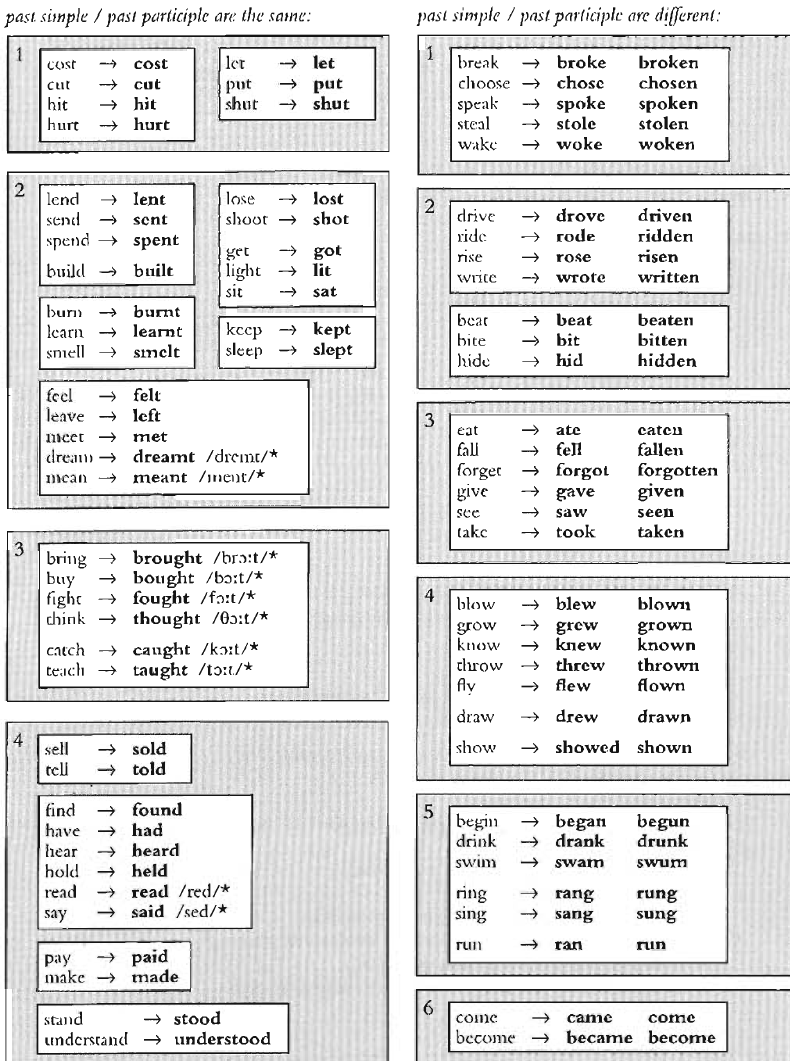 past simple / past participle are the same:
1
cost → cost
cut → cut
hit → hit
hurt → hurt
let → let
put → put
shut → shut
2
lend → lent
send → sent
spend → spent
build → built
lose → lost
shoot → shot
get → got
light → lit
sit → sat
burn → burnt
learn → learnt
smell → smelt
keep → kept
sleep → slept
feel → felt
leave → left
meet → met
dream → dreamt /dremt/★
mean → meant /ment/★
3
bring → brought /brɔːt/★
buy → bought /bɔːt/★
fight → fought /fɔːt/★
think → thought /θɔːt/★
catch → caught /kɔːt/★
teach → taught /tɔːt/★
4
sell → sold
tell → told
find → found
have → had
hear → heard
hold → held
read → read /red/★
say → said /sed/★
pay → paid
make → made
stand → stood
understand → understood
past simple / past participle are different:
1
break → broke broken
choose → chose chosen
speak → spoke spoken
steal → stole stolen
wake → woke woken
2
drive → drove driven
ride → rode ridden
rise → rose risen
write → wrote written
beat → beat beaten
bite → bit bitten
hide → hid hidden
3
eat → ate eaten
fall → fell fallen
forget → forgot forgotten
give → gave given
see → saw seen
take → took taken
4
blow → blew blown
grow → grew grown
know → knew known
throw → threw thrown
fly → flew flown
draw → drew drawn
show → showed shown
5
begin → began begun
drink → drank drunk
swim → swam swum
ring → rang rung
sing → sang sung
run → ran run
6
come → came come
become → became become